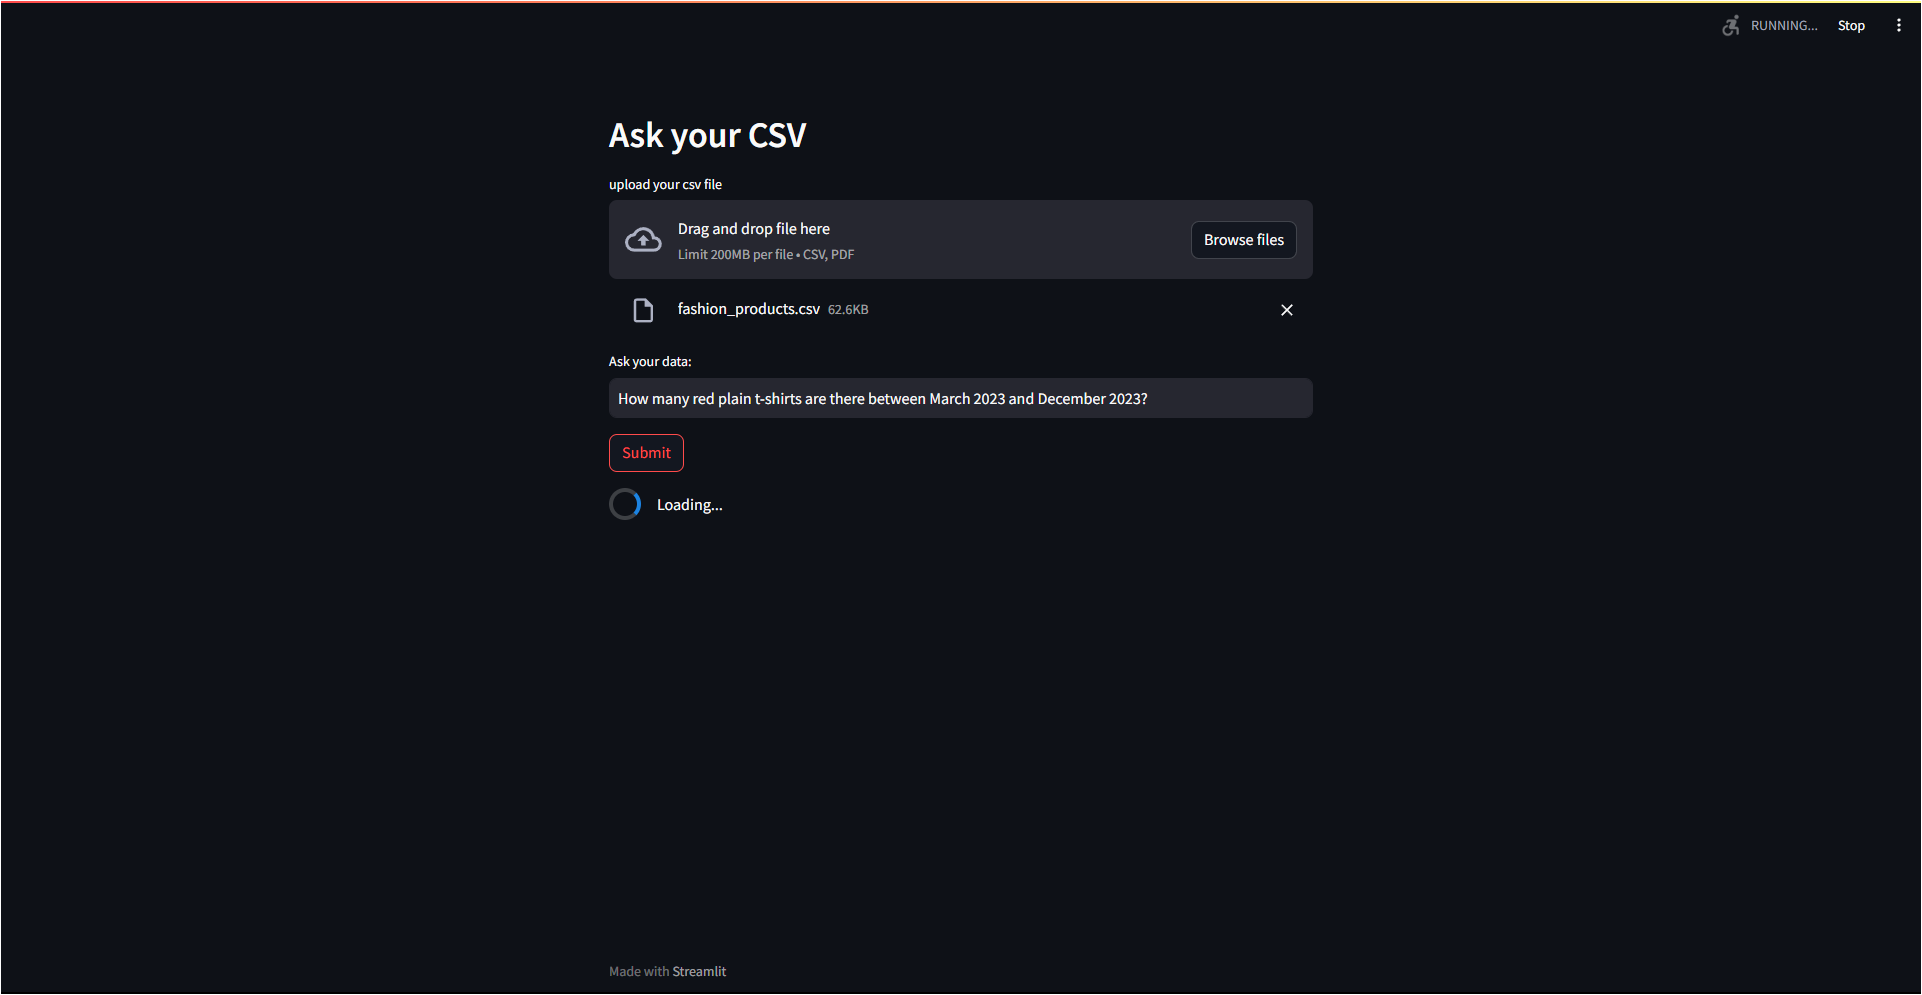 RUNNING... Stop
Ask your CSV
upload your csv file
Drag and drop file here
Limit 200MB per file • CSV, PDF
Browse files
fashion_products.csv 62.6KB
Ask your data:
How many red plain t-shirts are there between March 2023 and December 2023?
Submit
Loading...
Made with Streamlit